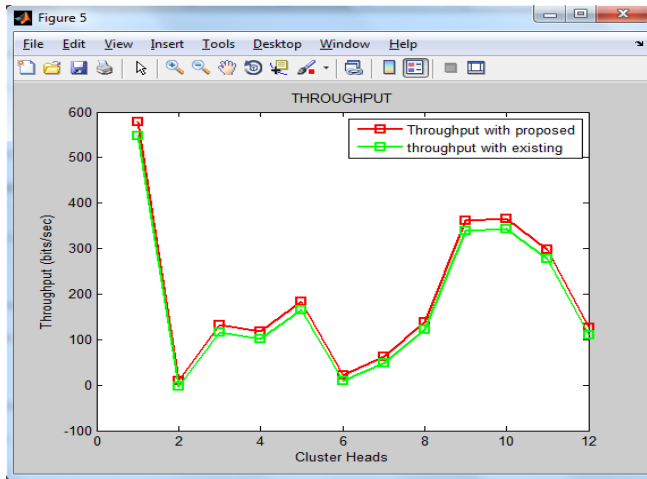 Figure 5
File Edit View Insert Tools Desktop Window Help
THROUGHPUT
Throughput with proposed
throughput with existing
Throughput (bits/sec)
600
500
400
300
200
100
0
-100
0 2 4 6 8 10 12
Cluster Heads